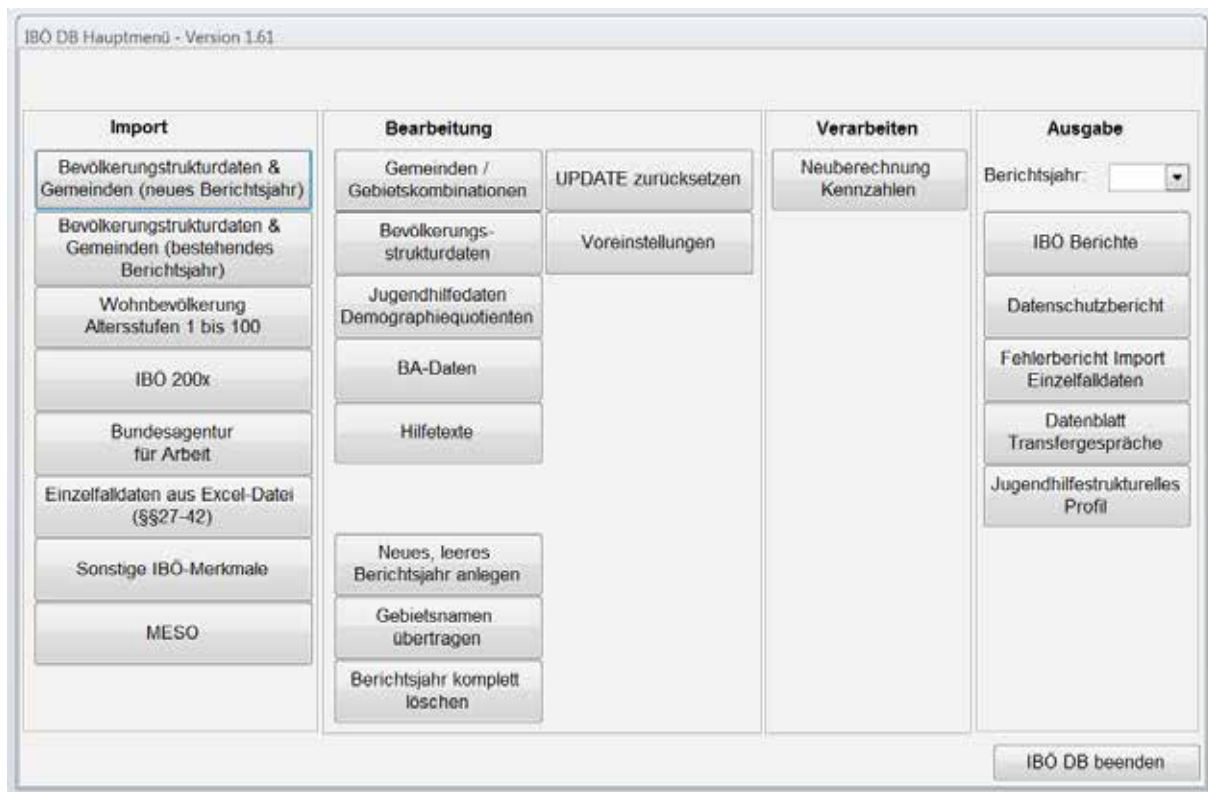 IBÖ DB Hauptmenü - Version 1.61
Import
Bevölkerungstrukturdaten &
Gemeinden (neues Berichtsjahr)
Bevölkerungstrukturdaten &
Gemeinden (bestehendes
Berichtsjahr)
Wohnbevölkerung
Altersstufen 1 bis 100
IBÖ 200x
Bundesagentur
für Arbeit
Einzelfalldaten aus Excel-Datei
(§§27-42)
Sonstige IBÖ-Merkmale
MESO
Bearbeitung
Gemeinden /
Gebietskombinationen
Bevölkerungs-
strukturdaten
Jugendhilfedaten
Demographiequotienten
BA-Daten
Hilfetexte
Neues, leeres
Berichtsjahr anlegen
Gebietsnamen
übertragen
Berichtsjahr komplett
löschen
UPDATE zurücksetzen
Voreinstellungen
Verarbeiten
Neuberechnung
Kennzahlen
Ausgabe
Berichtsjahr:
IBÖ Berichte
Datenschutzbericht
Fehlerbericht Import
Einzelfalldaten
Datenblatt
Transfergespräche
Jugendhilfestrukturelles
Profil
IBÖ DB beenden